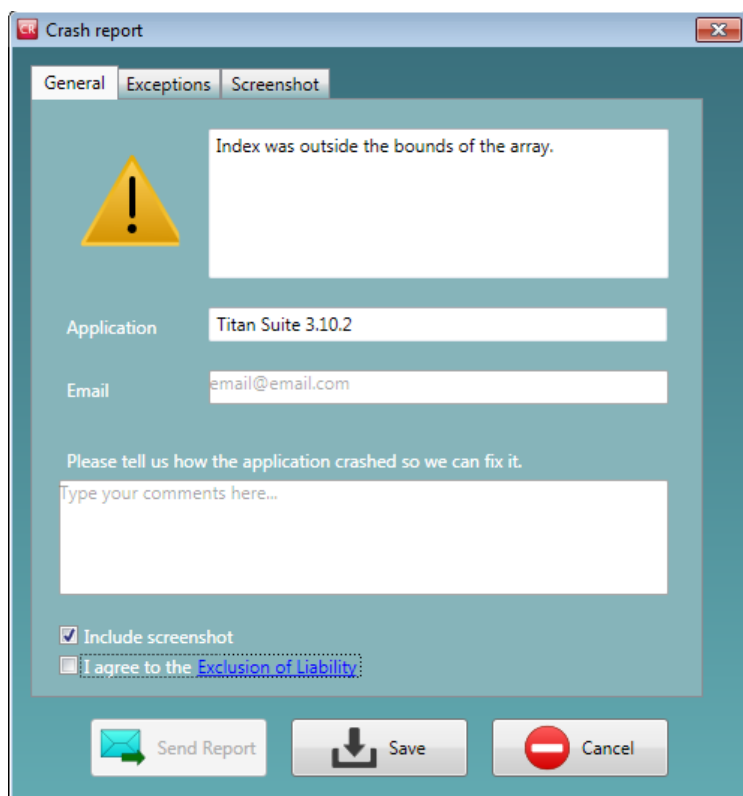 CR Crash report
General Exceptions Screenshot
Index was outside the bounds of the array.
Application Titan Suite 3.10.2
Email email@email.com
Please tell us how the application crashed so we can fix it.
Type your comments here...
Include screenshot
I agree to the Exclusion of Liability
Send Report Save Cancel